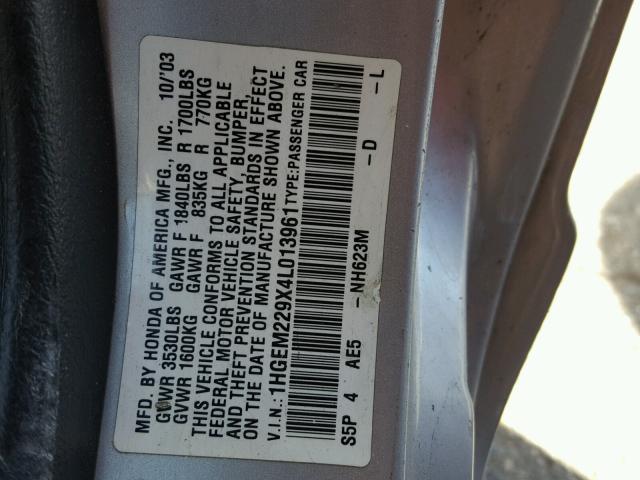 MFD. BY HONDA OF AMERICA MFG., INC. 10/'03
GVWR 3530LBS GAWR F 1840LBS R 1700LBS
GVWR 1600KG GAWR F 835KG R 770KG
THIS VEHICLE CONFORMS TO ALL APPLICABLE
FEDERAL MOTOR VEHICLE SAFETY, BUMPER,
AND THEFT PREVENTION STANDARDS IN EFFECT
ON THE DATE OF MANUFACTURE SHOWN ABOVE.
V.I.N.: 1HGEM229X4L013961 TYPE:PASSENGER CAR
S5P 4 AE5 -NH623M -D -L